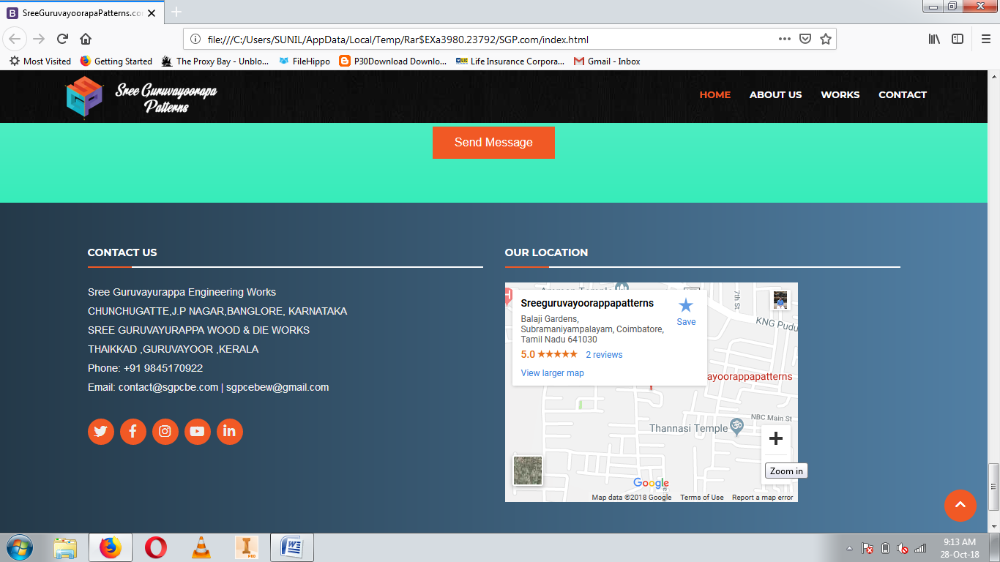 SreeGuruvayoorapaPatterns.co
file:///C:/Users/SUNIL/AppData/Local/Temp/Rar$EXa3980.23792/SGP.com/index.html
Most Visited
Getting Started
The Proxy Bay - Unblo...
FileHippo
P30Download Downlo...
Life Insurance Corpora...
Gmail - Inbox
Sree Guruvayoorapa
Patterns
HOME
ABOUT US
WORKS
CONTACT
Send Message
CONTACT US
Sree Guruvayurappa Engineering Works
CHUNCHUGATTE,J.P NAGAR,BANGLORE, KARNATAKA
SREE GURUVAYURAPPA WOOD & DIE WORKS
THAIKKAD ,GURUVAYOOR ,KERALA
Phone: +91 9845170922
Email: contact@sgpcbe.com | sgpcebew@gmail.com
OUR LOCATION
Sreeguruvayoorappapatterns
Balaji Gardens,
Subramaniyampalayam, Coimbatore,
Tamil Nadu 641030
5.0
2 reviews
View larger map
Save
7th St
KNG Pudu
ayoorappapatterns
NBC Main St
Thannasi Temple
Zoom in
Google
Map data ©2018 Google
Terms of Use
Report a map error
9:13 AM
28-Oct-18